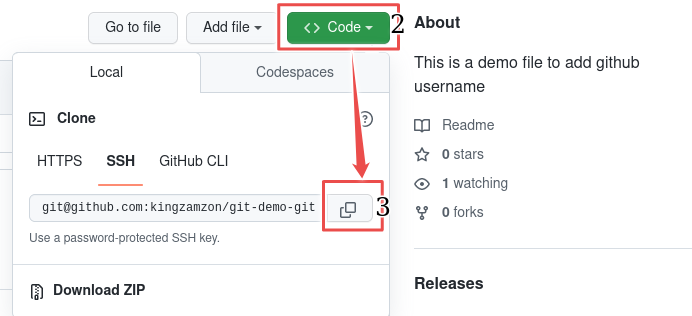 Go to file
Add file
<> Code
2
About
Local
Codespaces
This is a demo file to add github
username
Clone
Readme
HTTPS
SSH
GitHub CLI
0 stars
1 watching
git@github.com:kingzamzon/git-demo-git
3
0 forks
Use a password-protected SSH key.
Download ZIP
Releases